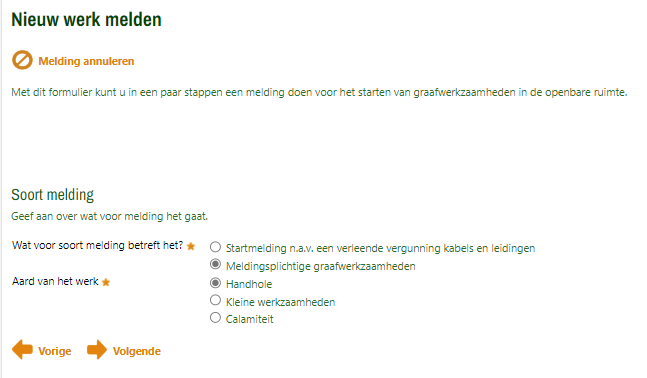 Nieuw werk melden
Melding annuleren
Met dit formulier kunt u in een paar stappen een melding doen voor het starten van graafwerkzaamheden in de openbare ruimte.
Soort melding
Geef aan over wat voor melding het gaat.
Wat voor soort melding betreft het?
Startmelding n.a.v. een verleende vergunning kabels en leidingen
Meldingsplichtige graafwerkzaamheden
Aard van het werk
Handhole
Kleine werkzaamheden
Calamiteit
Vorige Volgende